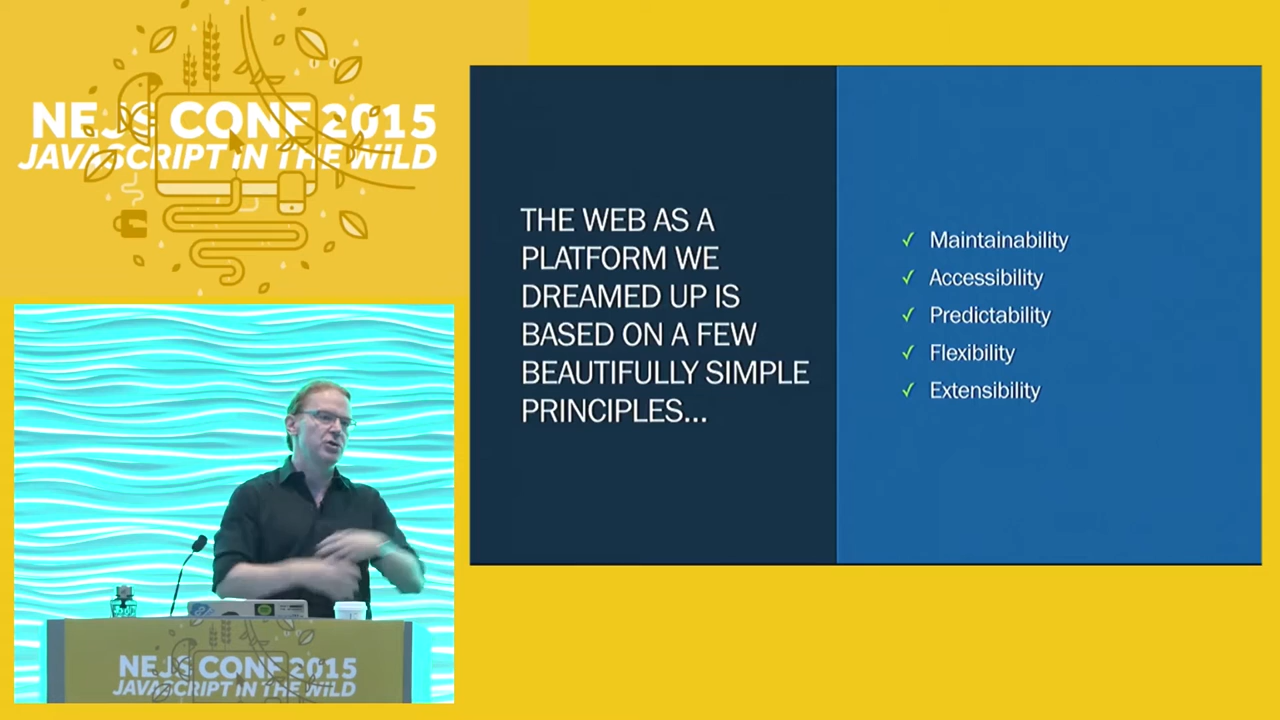 NEJS CONF 2015
JAVASCRIPT IN THE WILD
THE WEB AS A
PLATFORM WE
DREAMED UP IS
BASED ON A FEW
BEAUTIFULLY SIMPLE
PRINCIPLES...
✓ Maintainability
✓ Accessibility
✓ Predictability
✓ Flexibility
✓ Extensibility
NEJS CONF 2015
JAVASCRIPT IN THE WILD